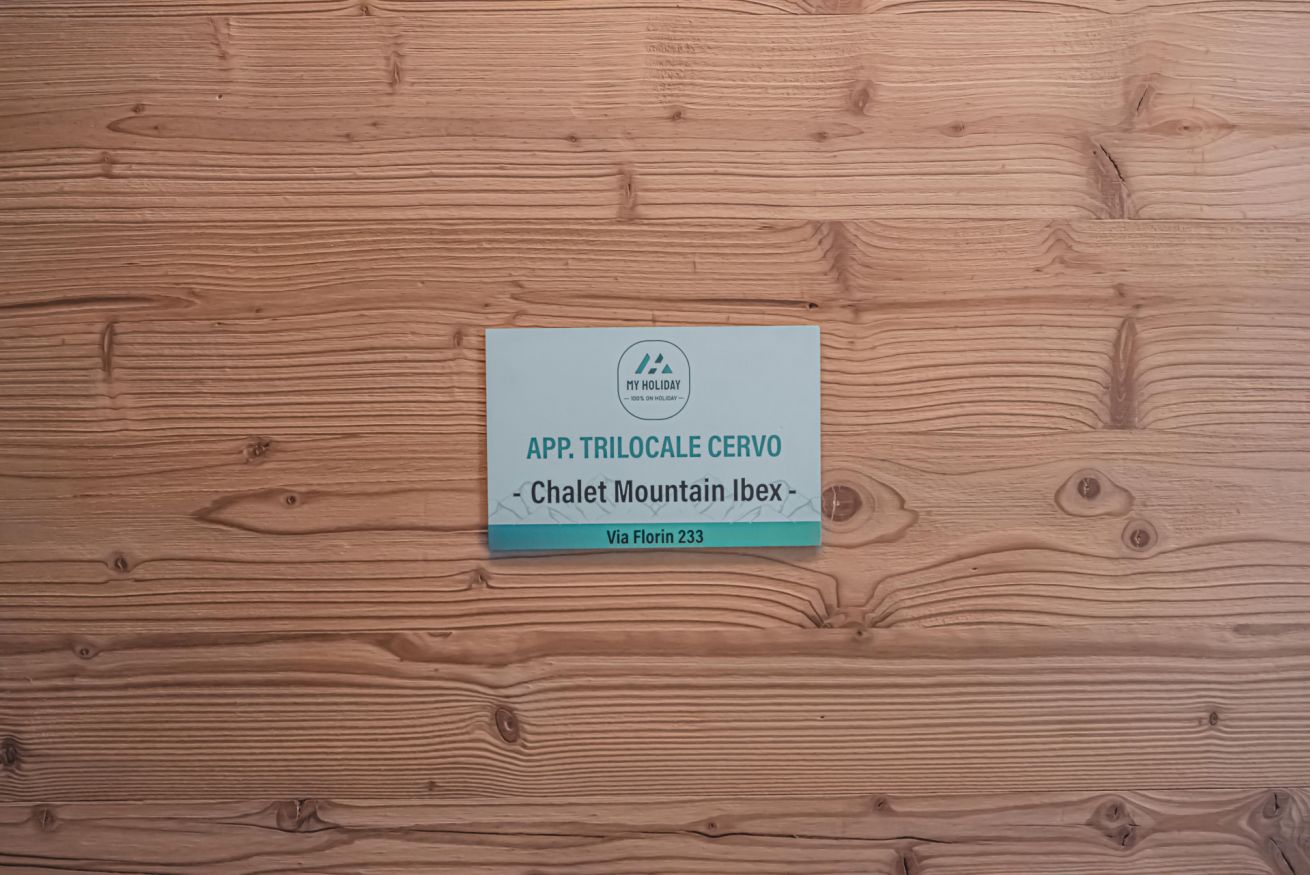 MY HOLIDAY
— 100% ON HOLIDAY —
APP. TRILOCALE CERVO
- Chalet Mountain Ibex -
Via Florin 233